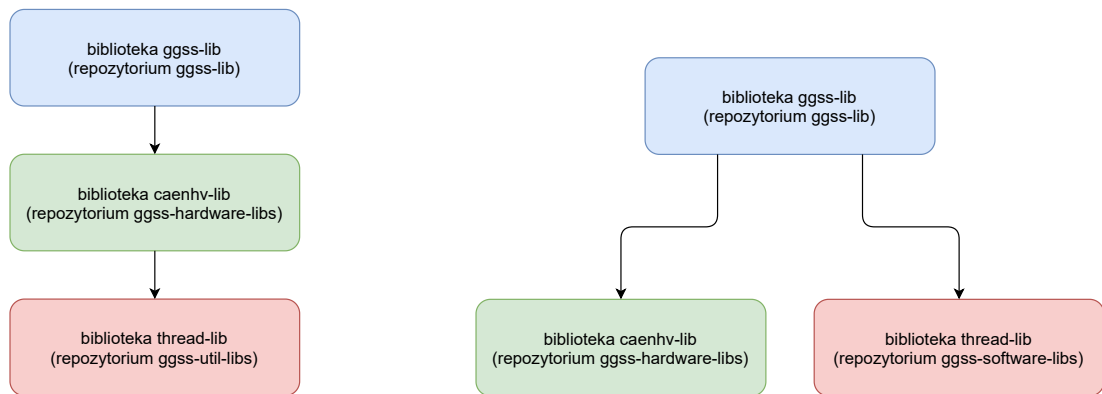 biblioteka ggss-lib
(repozytorium ggss-lib)
biblioteka caenhv-lib
(repozytorium ggss-hardware-libs)
biblioteka thread-lib
(repozytorium ggss-util-libs)
biblioteka ggss-lib
(repozytorium ggss-lib)
biblioteka caenhv-lib
(repozytorium ggss-hardware-libs)
biblioteka thread-lib
(repozytorium ggss-software-libs)